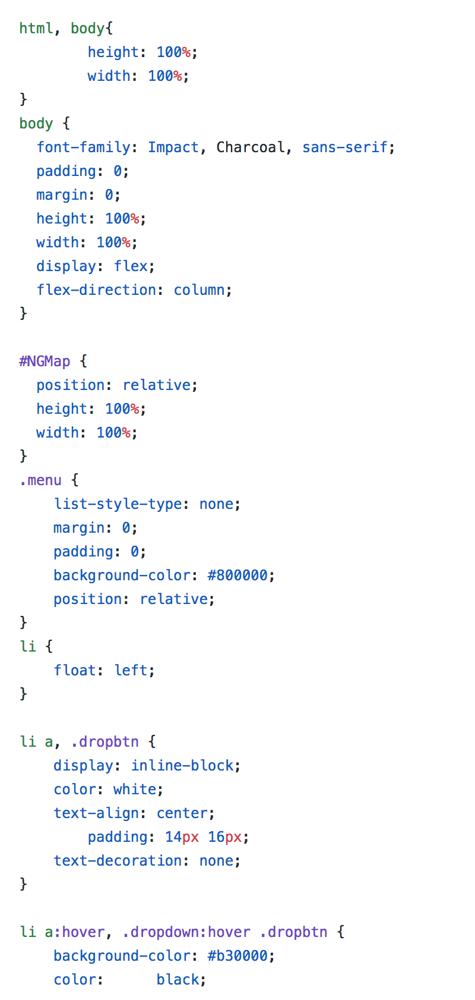 html, body{
        height: 100%;
        width: 100%;
}
body {
  font-family: Impact, Charcoal, sans-serif;
  padding: 0;
  margin: 0;
  height: 100%;
  width: 100%;
  display: flex;
  flex-direction: column;
}

#NGMap {
  position: relative;
  height: 100%;
  width: 100%;
}
.menu {
    list-style-type: none;
    margin: 0;
    padding: 0;
    background-color: #800000;
    position: relative;
}
li {
    float: left;
}

li a, .dropbtn {
    display: inline-block;
    color: white;
    text-align: center;
        padding: 14px 16px;
    text-decoration: none;
}

li a:hover, .dropdown:hover .dropbtn {
    background-color: #b30000;
    color:      black;